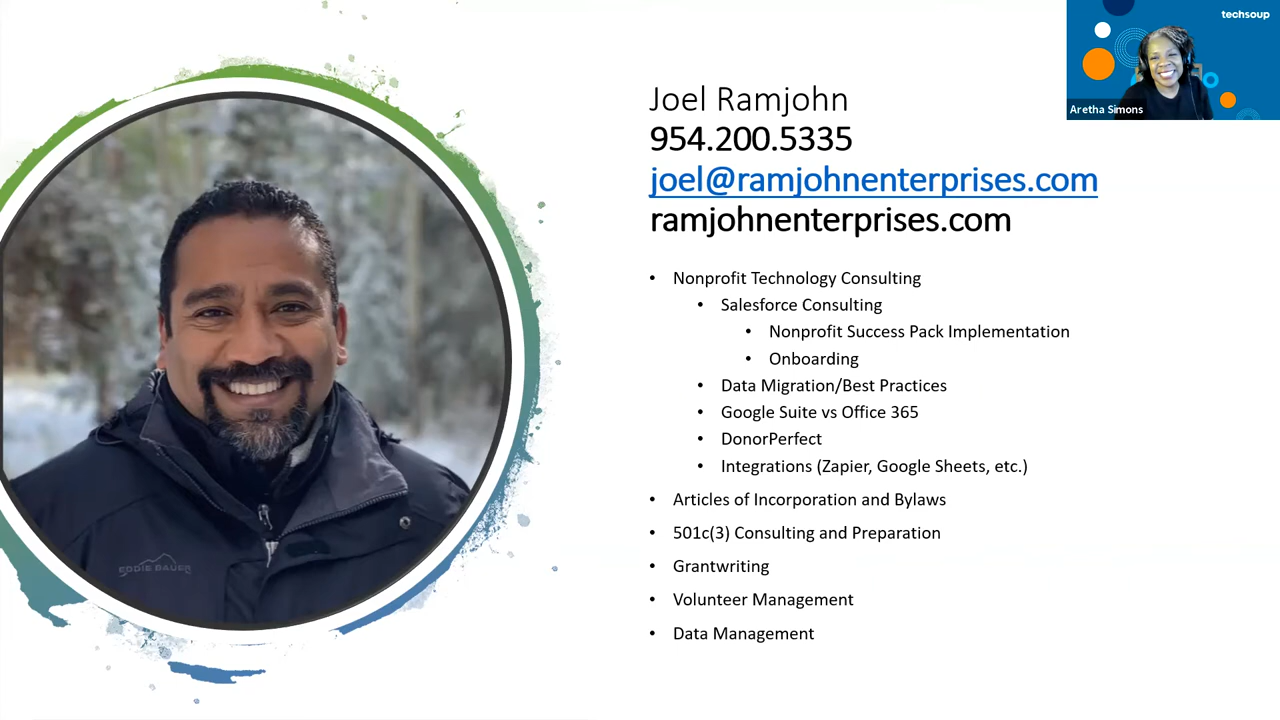 techsoup
Aretha Simons
Joel Ramjohn
954.200.5335
joel@ramjohnenterprises.com
ramjohnenterprises.com
• Nonprofit Technology Consulting
• Salesforce Consulting
• Nonprofit Success Pack Implementation
• Onboarding
• Data Migration/Best Practices
• Google Suite vs Office 365
• DonorPerfect
• Integrations (Zapier, Google Sheets, etc.)
• Articles of Incorporation and Bylaws
• 501c(3) Consulting and Preparation
• Grantwriting
• Volunteer Management
• Data Management
EDDIE BAUER